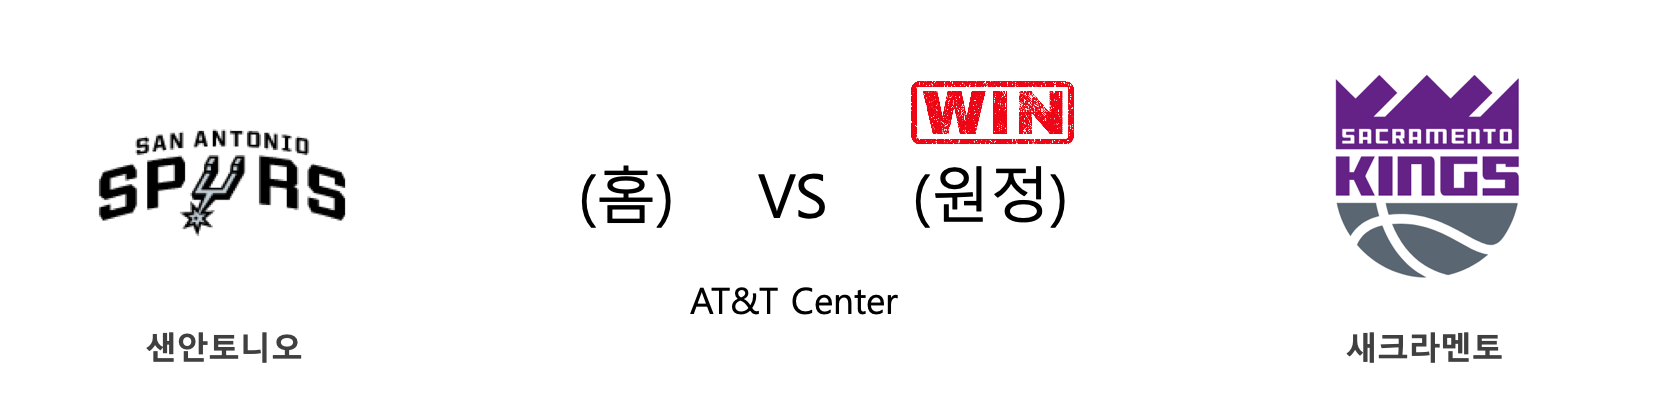 SAN ANTONIO
SPURS
WIN
(홈) VS (원정)
AT&T Center
SACRAMENTO
KINGS
샌안토니오
새크라멘토